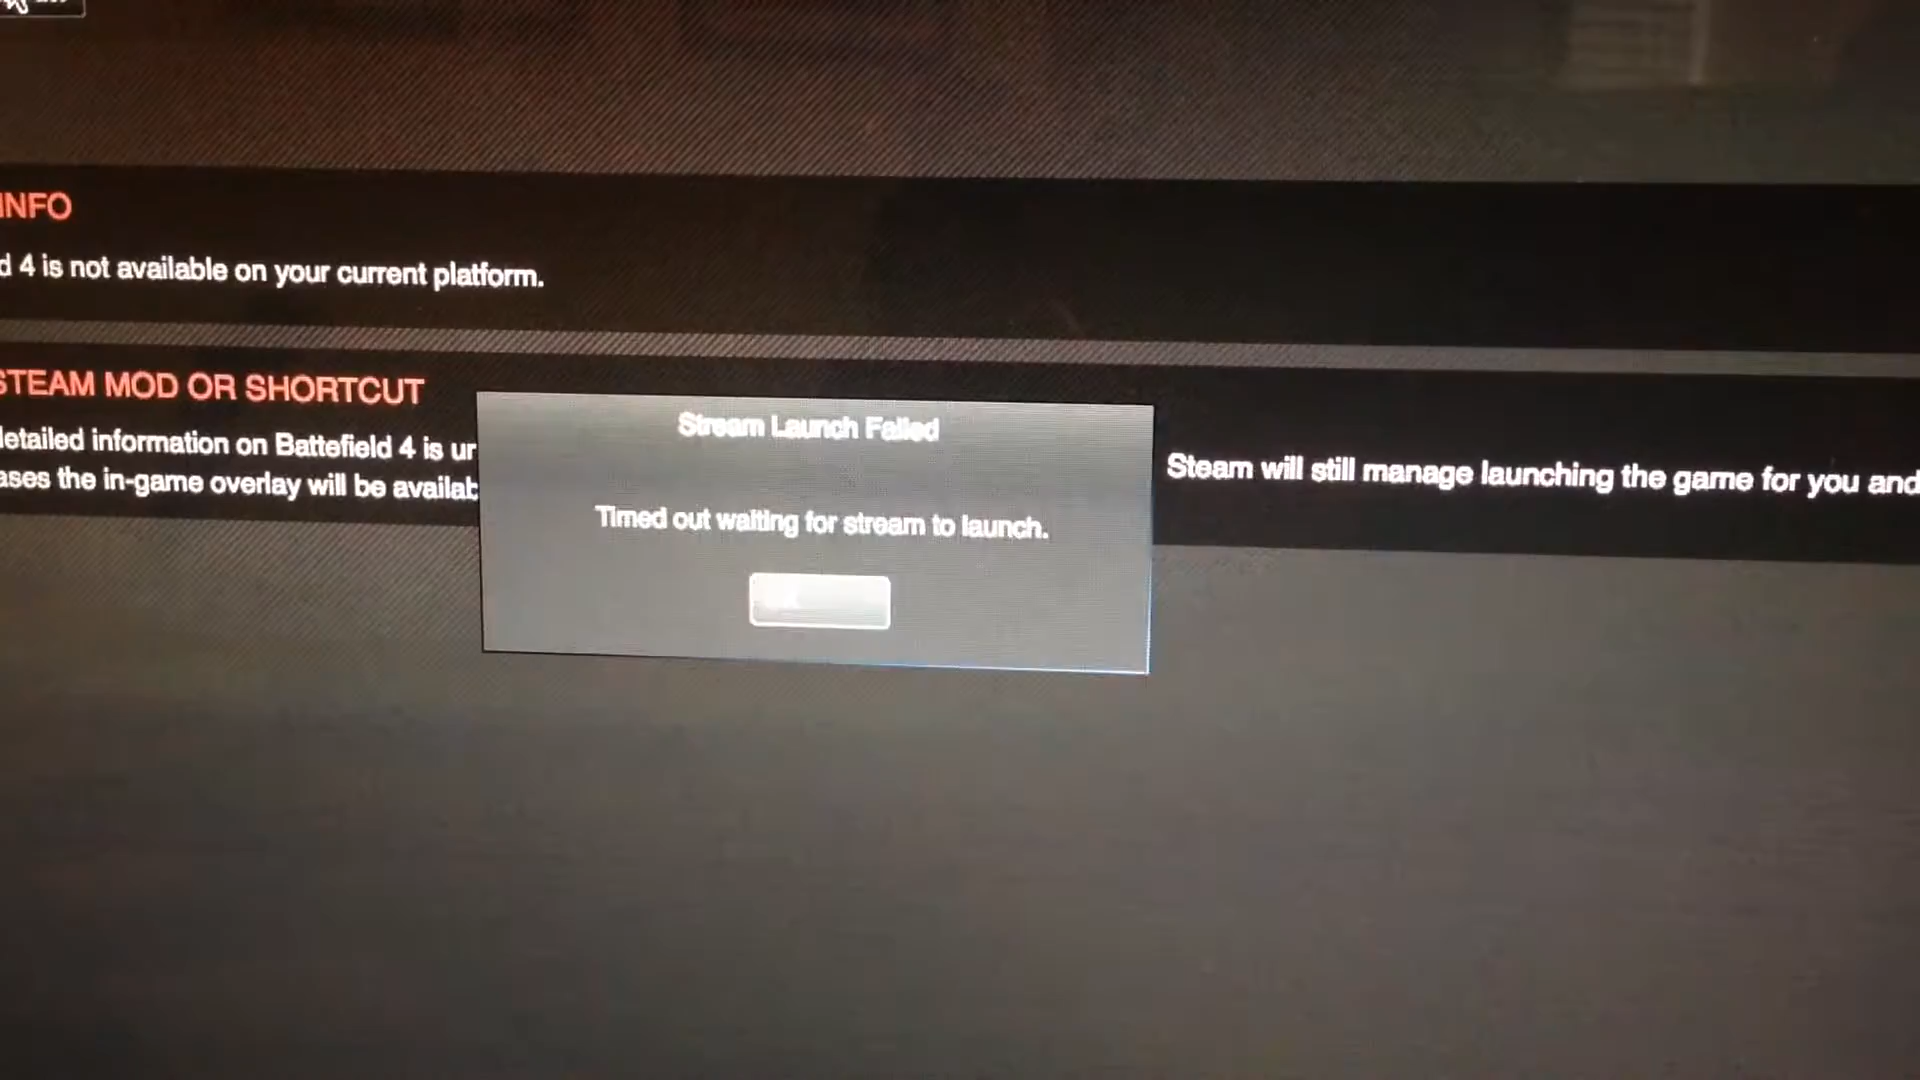 INFO
d 4 is not available on your current platform.
STEAM MOD OR SHORTCUT
detailed information on Battefield 4 is ur
ases the in-game overlay will be availab
Steam will still manage launching the game for you and
Stream Launch Failed
Timed out waiting for stream to launch.